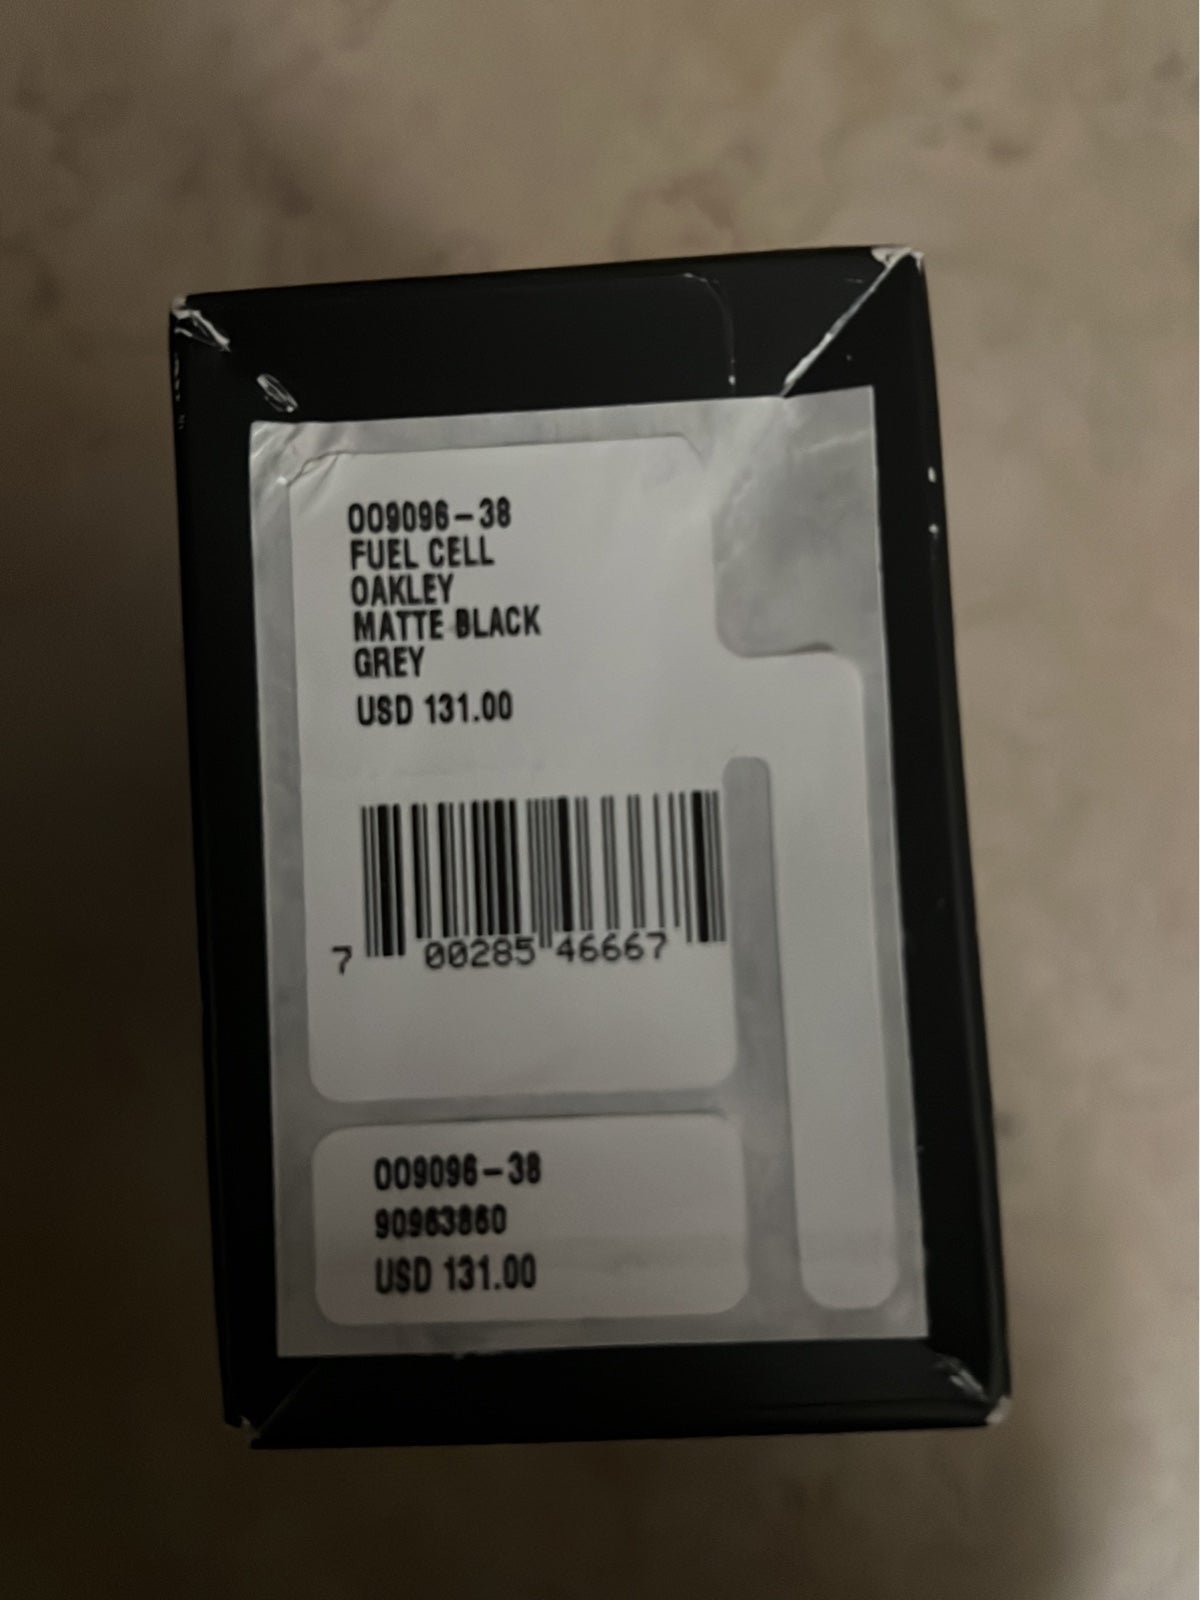 OO9096-38
FUEL CELL
OAKLEY
MATTE BLACK
GREY
USD 131.00
7 00285 46667
OO9096-38
90963860
USD 131.00